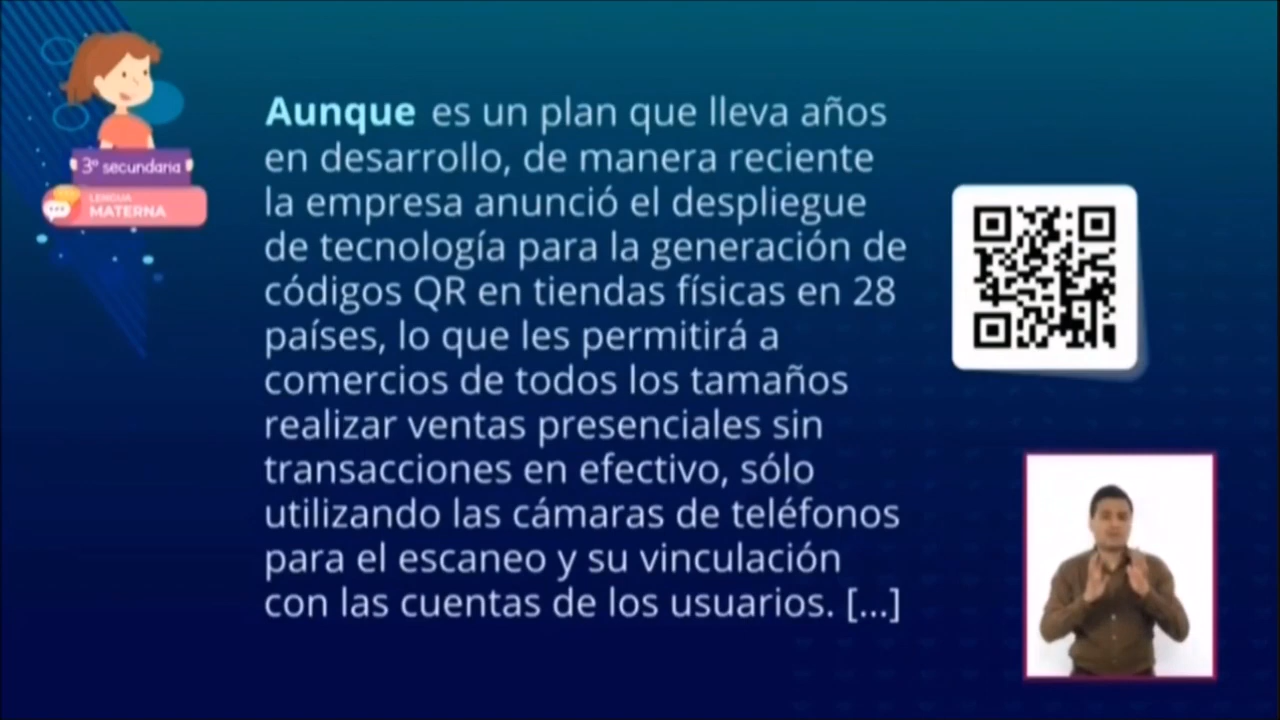 3º secundaria
LENGUA
MATERNA
Aunque es un plan que lleva años
en desarrollo, de manera reciente
la empresa anunció el despliegue
de tecnología para la generación de
códigos QR en tiendas físicas en 28
países, lo que les permitirá a
comercios de todos los tamaños
realizar ventas presenciales sin
transacciones en efectivo, sólo
utilizando las cámaras de teléfonos
para el escaneo y su vinculación
con las cuentas de los usuarios. [...]